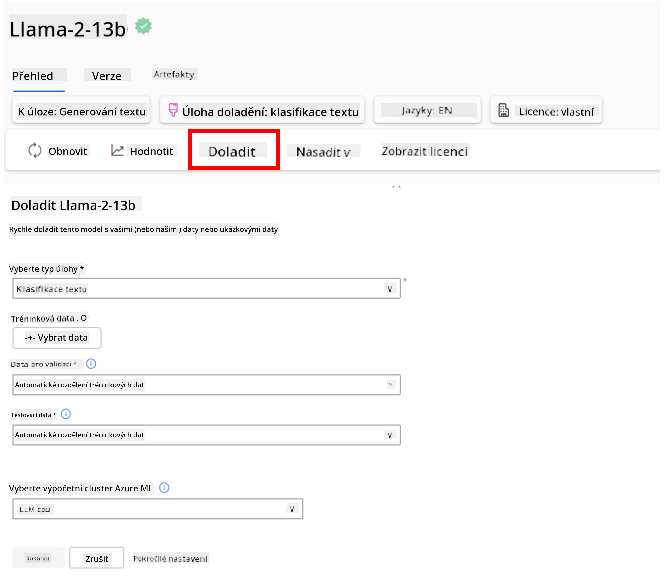 Llama-2-13b
Přehled Verze Artefakty
K úloze: Generování textu Úloha doladění: klasifikace textu Jazyky: EN Licence: vlastní
Obnovit Hodnotit Doladit Nasadit v Zobrazit licenci
Doladit Llama-2-13b
Rychle doladit tento model s vašimi (nebo našimi) daty nebo ukázkovými daty
Vyberte typ úlohy *
Klasifikace textu
Tréninková data
Vybrat data
Data pro validaci *
Automatické rozdělení tréninkových dat
Testovací data *
Automatické rozdělení tréninkových dat
Vyberte výpočetní cluster Azure ML
LLM cpu
Zrušit Pokročilé nastavení